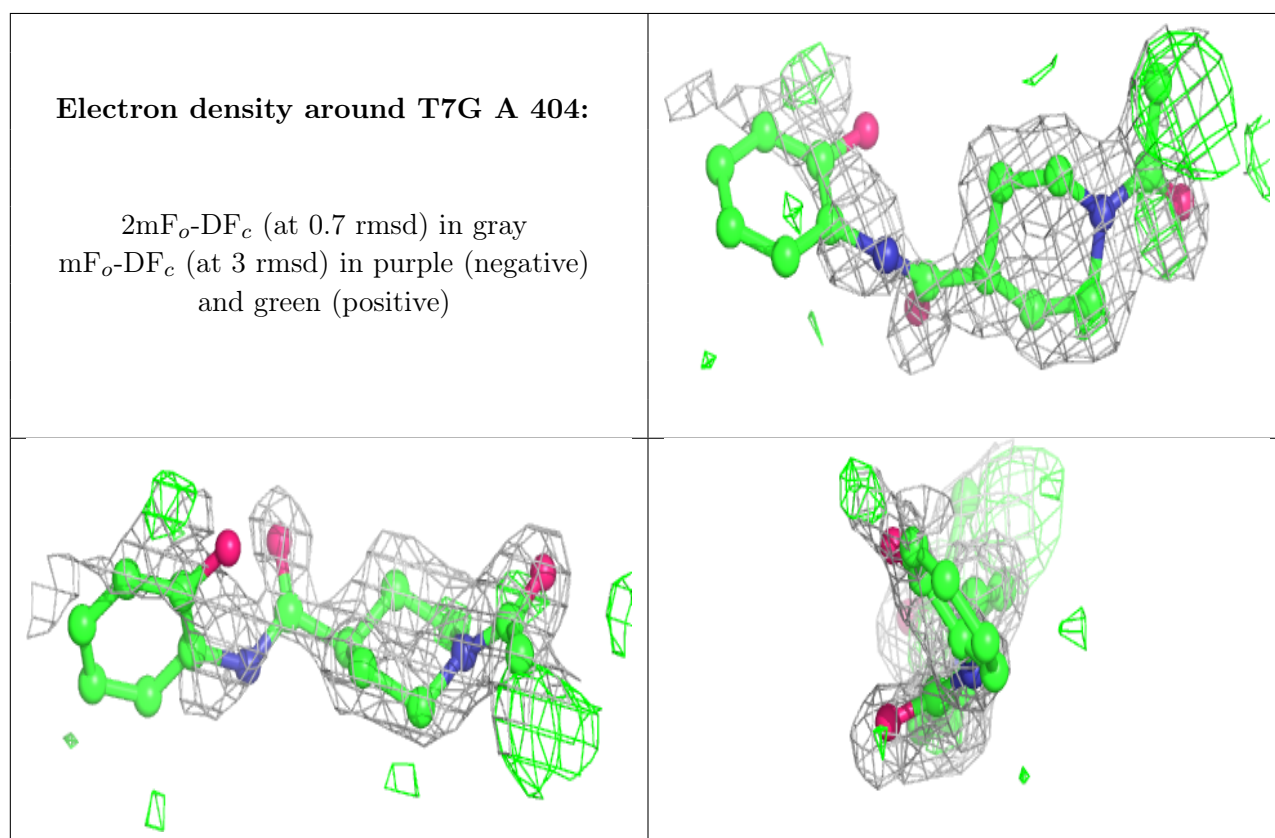 Electron density around T7G A 404:
2mFo-DFc (at 0.7 rmsd) in gray
mFo-DFc (at 3 rmsd) in purple (negative)
and green (positive)